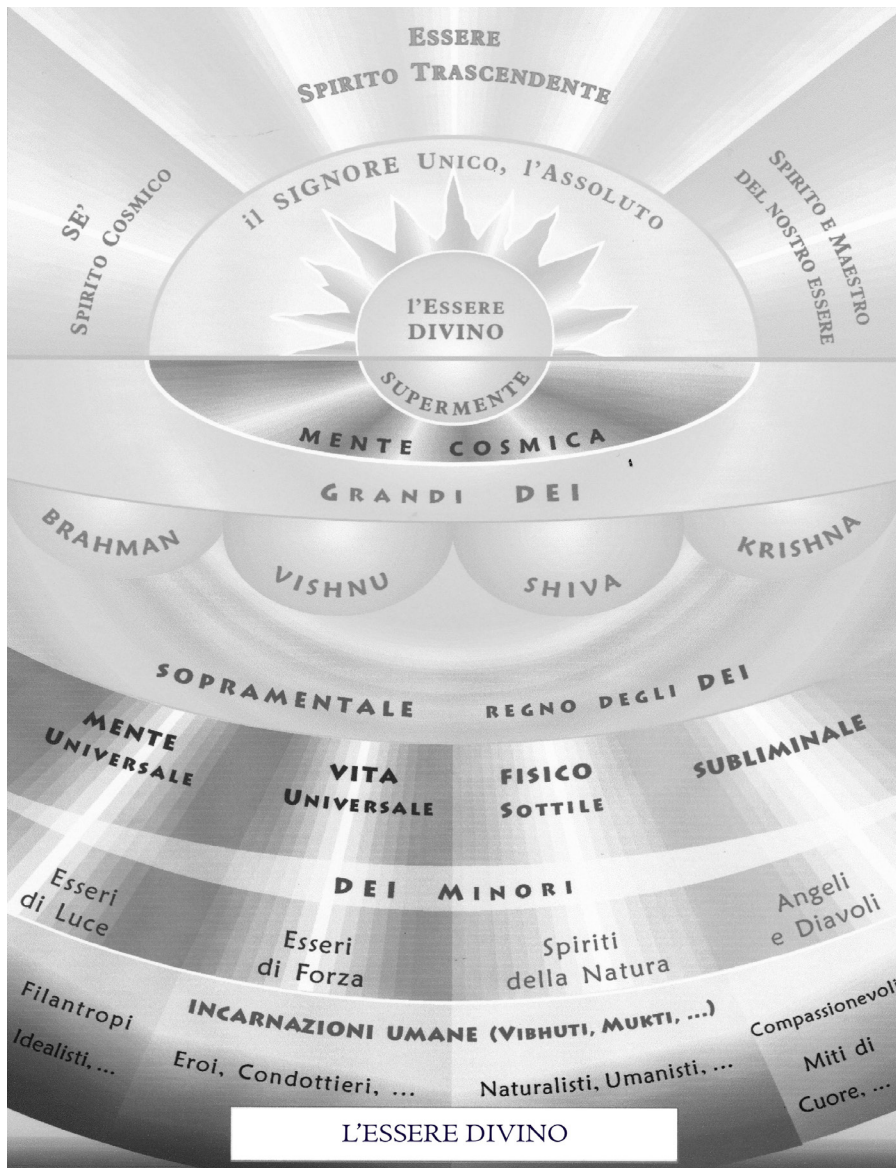 ESSERE
SPIRITO TRASCENDENTE
SE'
SPIRITO COSMICO
SPIRITO E MAESTRO
DEL NOSTRO ESSERE
il SIGNORE UNICO, l'ASSOLUTO
l'ESSERE
DIVINO
SUPERMENTE
MENTE COSMICA
GRANDI DEI
BRAHMAN
VISHNU
SHIVA
KRISHNA
SOPRAMENTALE REGNO DEGLI DEI
MENTE
UNIVERSALE
VITA
UNIVERSALE
FISICO
SOTTILE
SUBLIMINALE
DEI MINORI
Esseri
di Luce
Esseri
di Forza
Spiriti
della Natura
Angeli
e Diavoli
INCARNAZIONI UMANE (VIBHUTI, MUKTI, ...)
Filantropi
Idealisti, ...
Eroi, Condottieri, ...
Naturalisti, Umanisti, ...
Compassionevoli
Miti di
Cuore, ...
L'ESSERE DIVINO